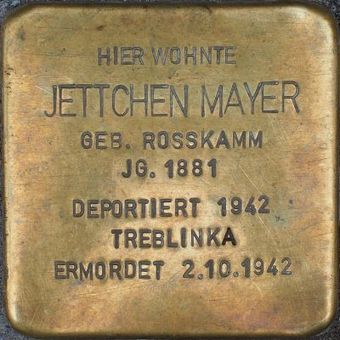 HIER WOHNTE
JETTCHEN MAYER
GEB. ROSSKAMM
JG. 1881
DEPORTIERT 1942
TREBLINKA
ERMORDET 2.10.1942